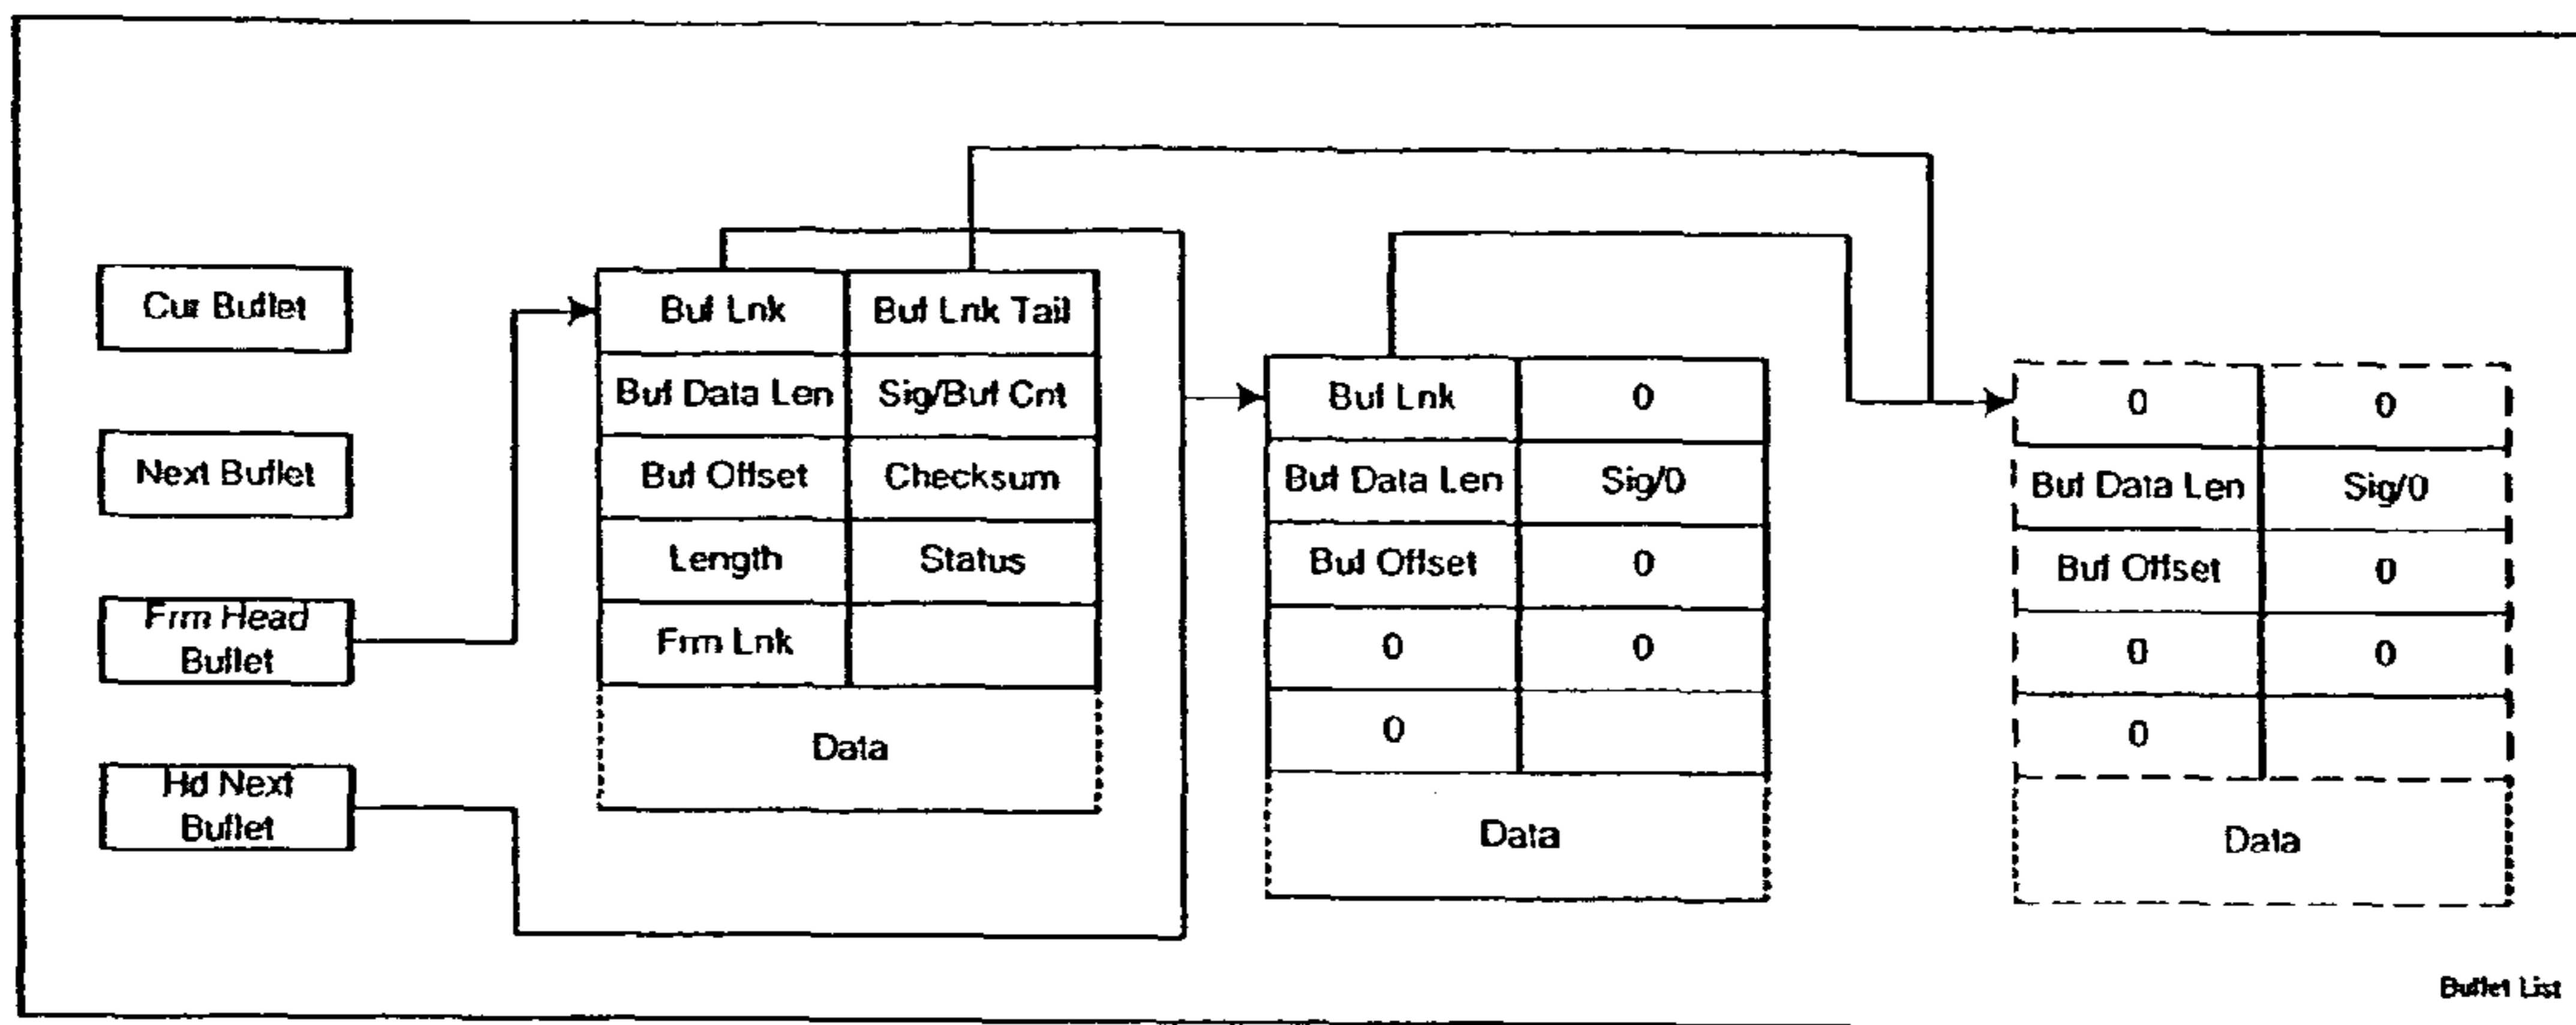 Cur Buflet
Next Buflet
Frm Head
Buflet
Hd Next
Buflet
Buf Lnk Buf Lnk Tail
Buf Data Len Sig/Buf Cnt
Buf Offset Checksum
Length Status
Frm Lnk
Data
Buf Lnk 0
Buf Data Len Sig/0
Buf Offset 0
0 0
0
Data
0 0
Buf Data Len Sig/0
Buf Offset 0
0 0
0
Data
Buflet List